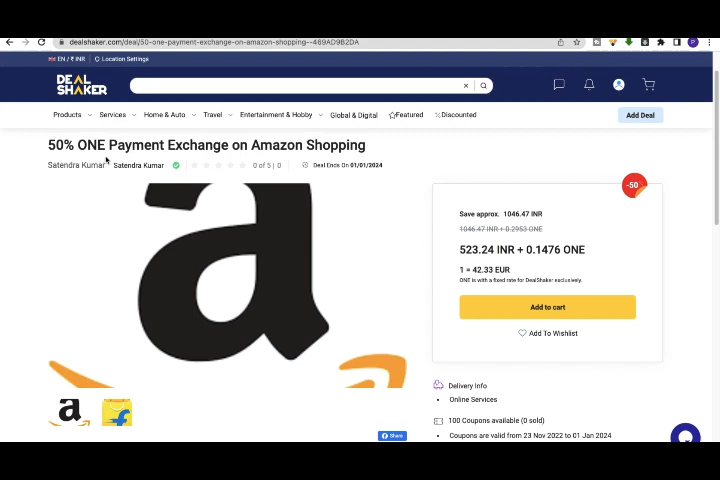 dealshaker.com/deal/50-one-payment-exchange-on-amazon-shopping--469AD9B2DA
EN / ₹ INR Location Settings
DEAL
SHAKER
Products Services Home & Auto Travel Entertainment & Hobby Global & Digital Featured Discounted Add Deal
50% ONE Payment Exchange on Amazon Shopping
Satendra Kumar Satendra Kumar 0 of 5 | 0 Deal Ends On 01/01/2024
-50
Save approx. 1046.47 INR
1046.47 INR + 0.2953 ONE
523.24 INR + 0.1476 ONE
1 = 42.33 EUR
ONE is with a fixed rate for DealShaker exclusively.
Add to cart
Add To Wishlist
a
Delivery Info
Online Services
100 Coupons available (0 sold)
Coupons are valid from 23 Nov 2022 to 01 Jan 2024
a
f
Share